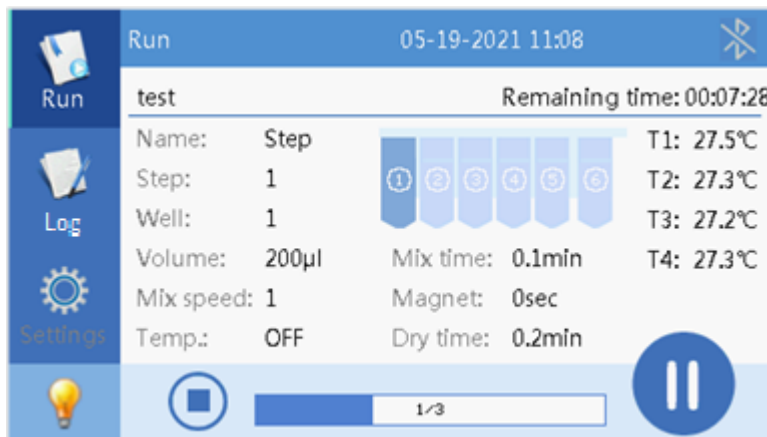 Run 05-19-2021 11:08
Run
test Remaining time: 00:07:28
Name: Step
Step: 1
Well: 1
Volume: 200µl
Mix speed: 1
Temp.: OFF
1 2 3 4 5 6
Mix time: 0.1min
Magnet: 0sec
Dry time: 0.2min
T1: 27.5℃
T2: 27.3℃
T3: 27.2℃
T4: 27.3℃
Log
Settings
1/3